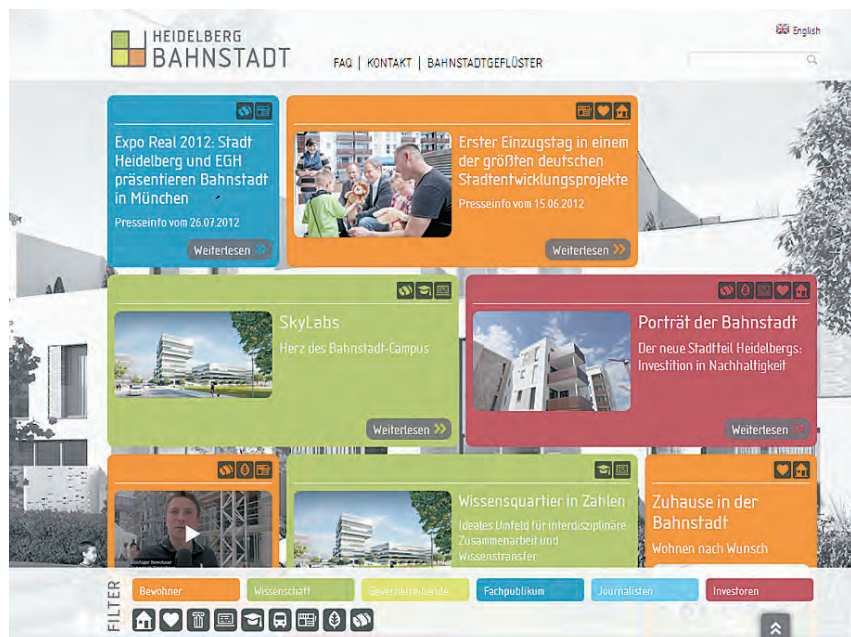 English
HEIDELBERG
BAHNSTADT
FAQ | KONTAKT | BAHNSTADTGEFLÜSTER
Expo Real 2012: Stadt
Heidelberg und EGH
präsentieren Bahnstadt
in München
Presseinfo vom 26.07.2012
Weiterlesen
Erster Einzugstag in einem
der größten deutschen
Stadtentwicklungsprojekte
Presseinfo vom 15.06.2012
Weiterlesen
SkyLabs
Herz des Bahnstadt-Campus
Weiterlesen
Porträt der Bahnstadt
Der neue Stadtteil Heidelbergs:
Investition in Nachhaltigkeit
Weiterlesen
Wissensquartier in Zahlen
Ideales Umfeld für interdisziplinäre
Zusammenarbeit und
Wissenstransfer
Zuhause in der
Bahnstadt
Wohnen nach Wunsch
FILTER
Bewohner
Wissenschaft
Gewerbetreibende
Fachpublikum
Journalisten
Investoren